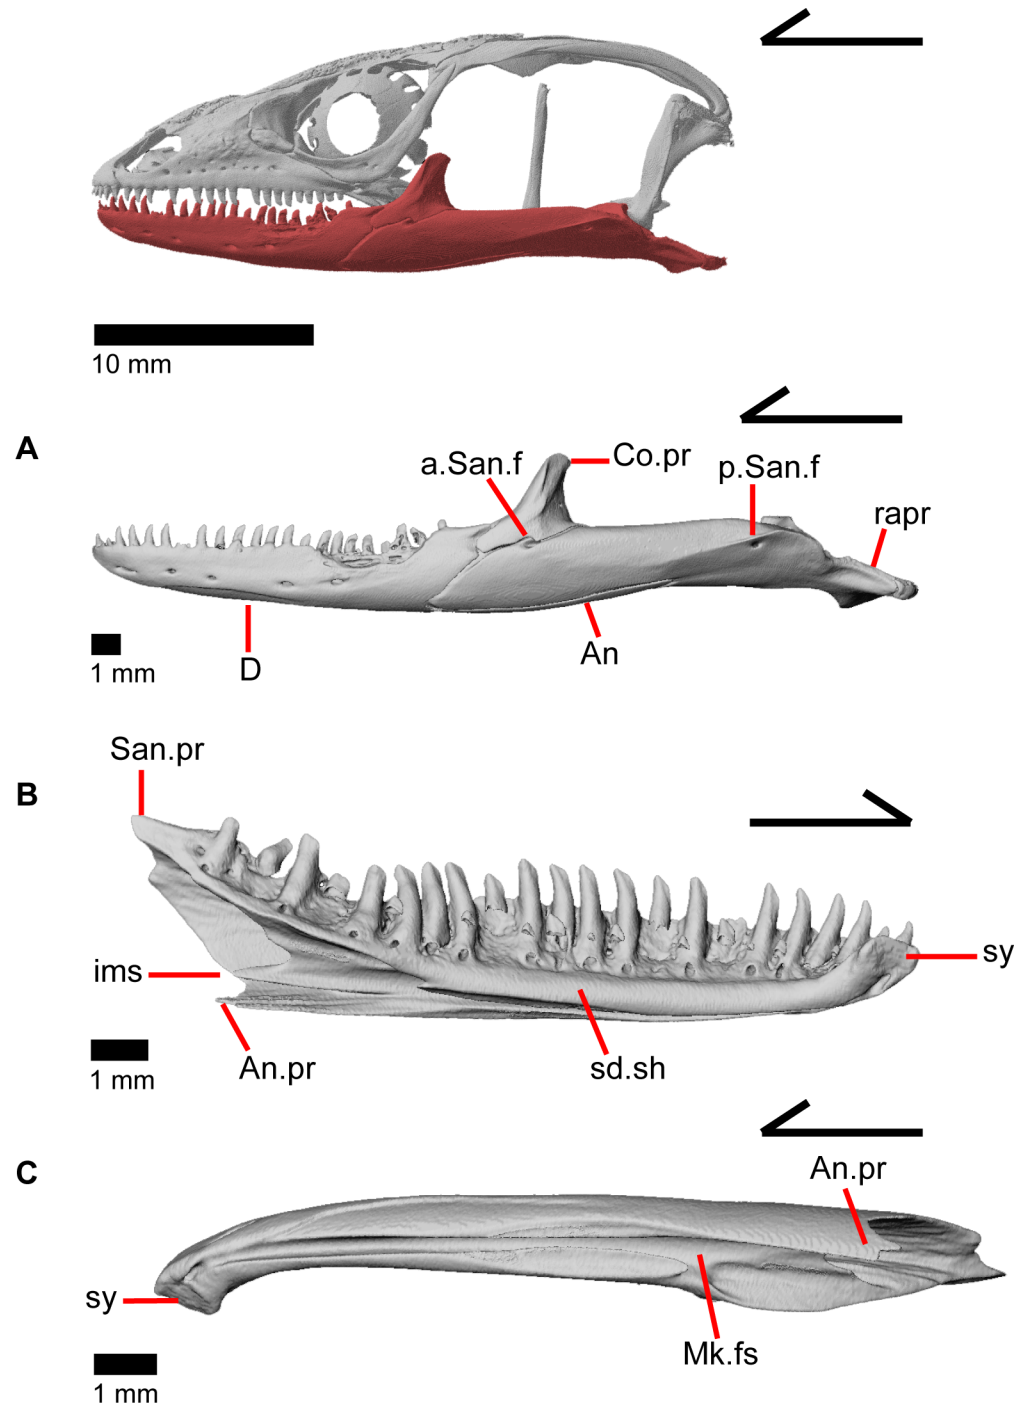 10 mm
A
a.San.f
Co.pr
p.San.f
rapr
1 mm
D
An
San.pr
B
ims
sy
1 mm
An.pr
sd.sh
C
An.pr
sy
Mk.fs
1 mm